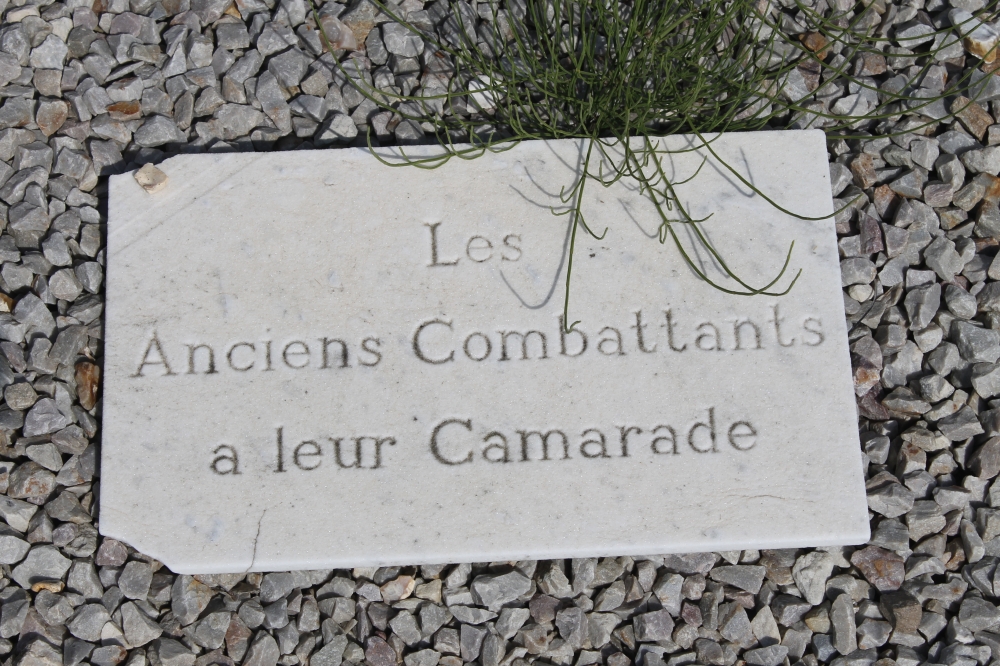 Les
Anciens Combattants
a leur Camarade